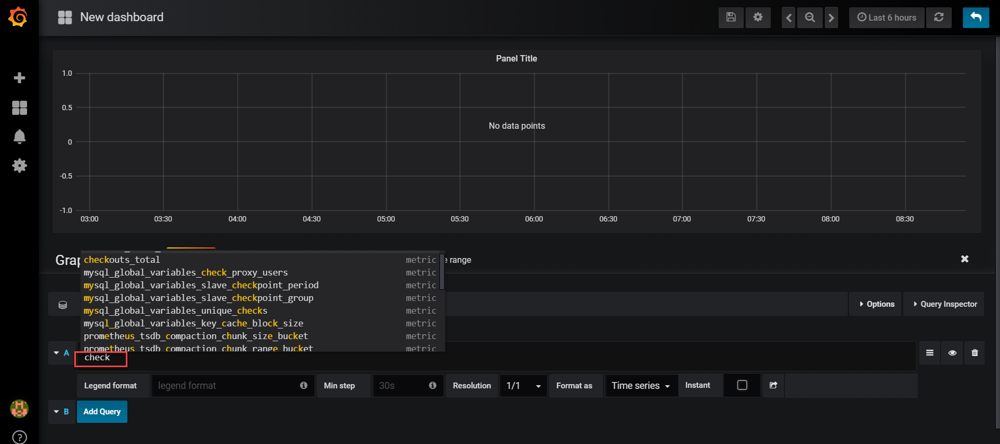 New dashboard
Last 6 hours
Panel Title
1.0
0.5
No data points
0
-0.5
-1.0
03:00 03:30 04:00 04:30 05:00 05:30 06:00 06:30 07:00 07:30 08:00 08:30
Grap
range
checkouts_total metric
mysql_global_variables_check_proxy_users metric
mysql_global_variables_slave_checkpoint_period metric
mysql_global_variables_slave_checkpoint_group metric
mysql_global_variables_unique_checks metric
mysql_global_variables_key_cache_block_size metric
prometheus_tsdb_compaction_chunk_size_bucket metric
prometheus_tsdb_compaction_chunk_range_bucket metric
Options
Query Inspector
A
check
Legend format legend format Min step 30s Resolution 1/1 Format as Time series Instant
B Add Query